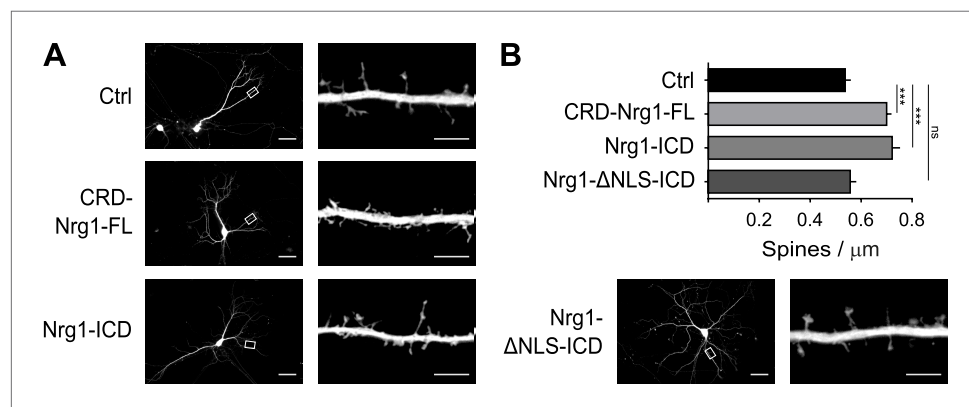 A
Ctrl
CRD-
Nrg1-FL
Nrg1-ICD
B
Ctrl
CRD-Nrg1-FL
Nrg1-ICD
Nrg1-ΔNLS-ICD
***
***
ns
0.2 0.4 0.6 0.8
Spines / μm
Nrg1-
ΔNLS-ICD